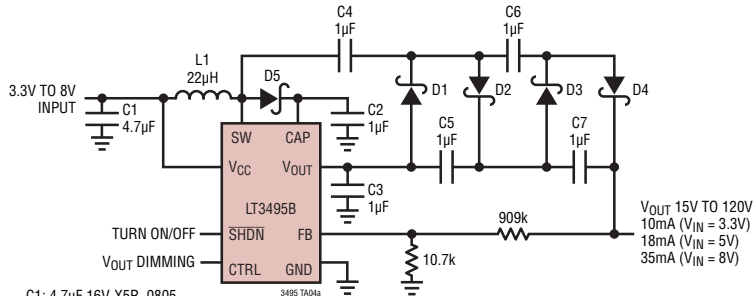 C4
1µF
C6
1µF
L1
22µH
D5
3.3V TO 8V
INPUT
C1
4.7µF
C2
1µF
D1
D2
D3
D4
C5
1µF
C7
1µF
SW
CAP
VCC
VOUT
C3
1µF
LT3495B
909k
VOUT 15V TO 120V
10mA (VIN = 3.3V)
18mA (VIN = 5V)
35mA (VIN = 8V)
TURN ON/OFF
SHDN
FB
10.7k
VOUT DIMMING
CTRL
GND
3495 TA04a
C1: 4.7µF 16V X5R 0805